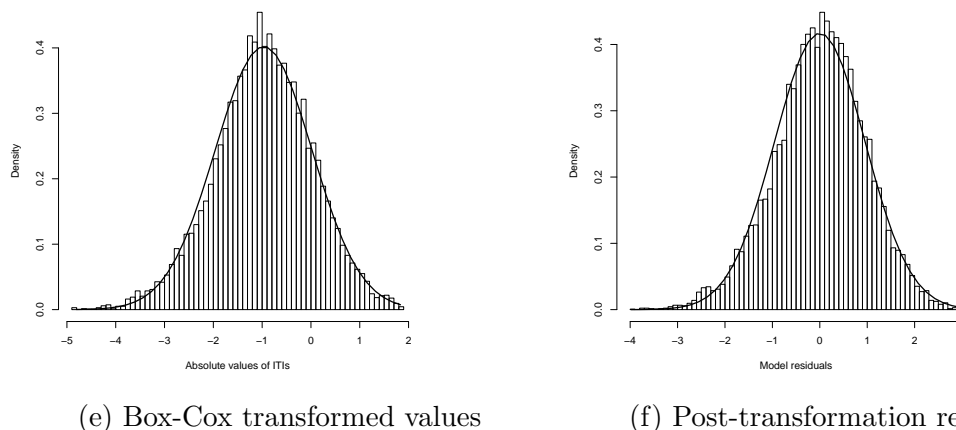 Density
0.0
0.1
0.2
0.3
0.4
−5 −4 −3 −2 −1 0 1 2
Absolute values of ITIs
(e) Box-Cox transformed values
Density
0.0
0.1
0.2
0.3
0.4
−4 −3 −2 −1 0 1 2
Model residuals
(f) Post-transformation re